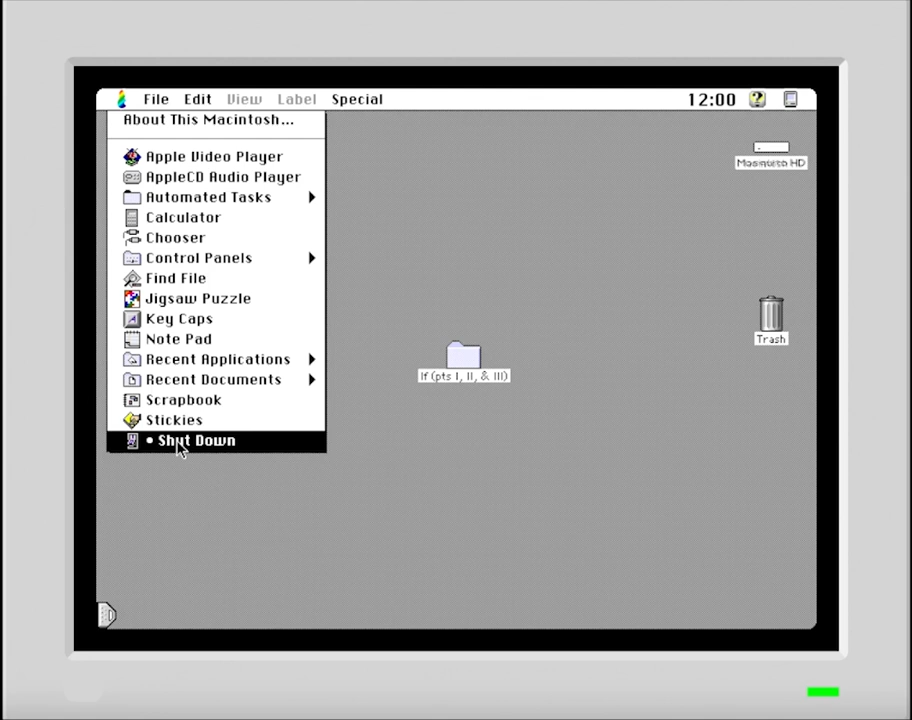 File Edit View Label Special 12:00
About This Macintosh...
Apple Video Player
AppleCD Audio Player
Automated Tasks
Calculator
Chooser
Control Panels
Find File
Jigsaw Puzzle
Key Caps
Note Pad
Recent Applications
Recent Documents
Scrapbook
Stickies
• Shut Down
HD
Trash
If (pts I, II, & III)